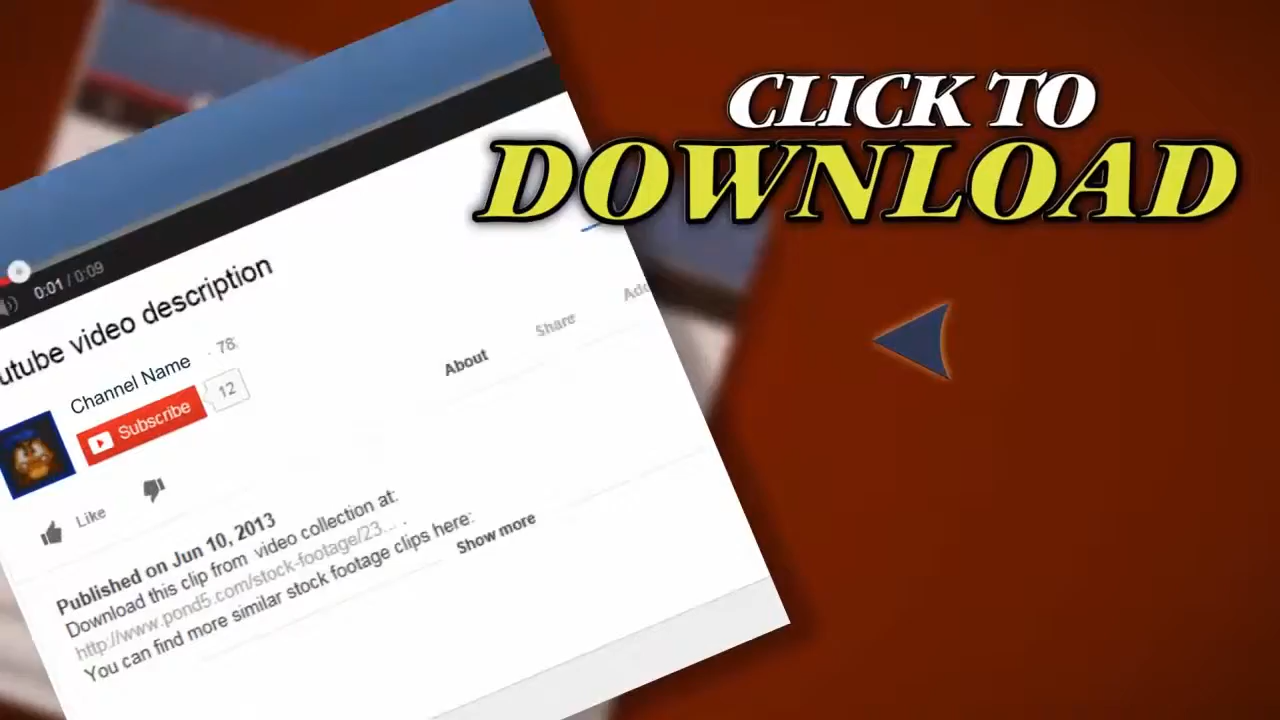 CLICK TO
DOWNLOAD
0:01 / 0:09
utube video description
Channel Name
78
Subscribe
12
About
Share
Add
Like
Published on Jun 10, 2013
Download this clip from video collection at:
http://www.pond5.com/stock-footage/23...
You can find more similar stock footage clips here:
Show more